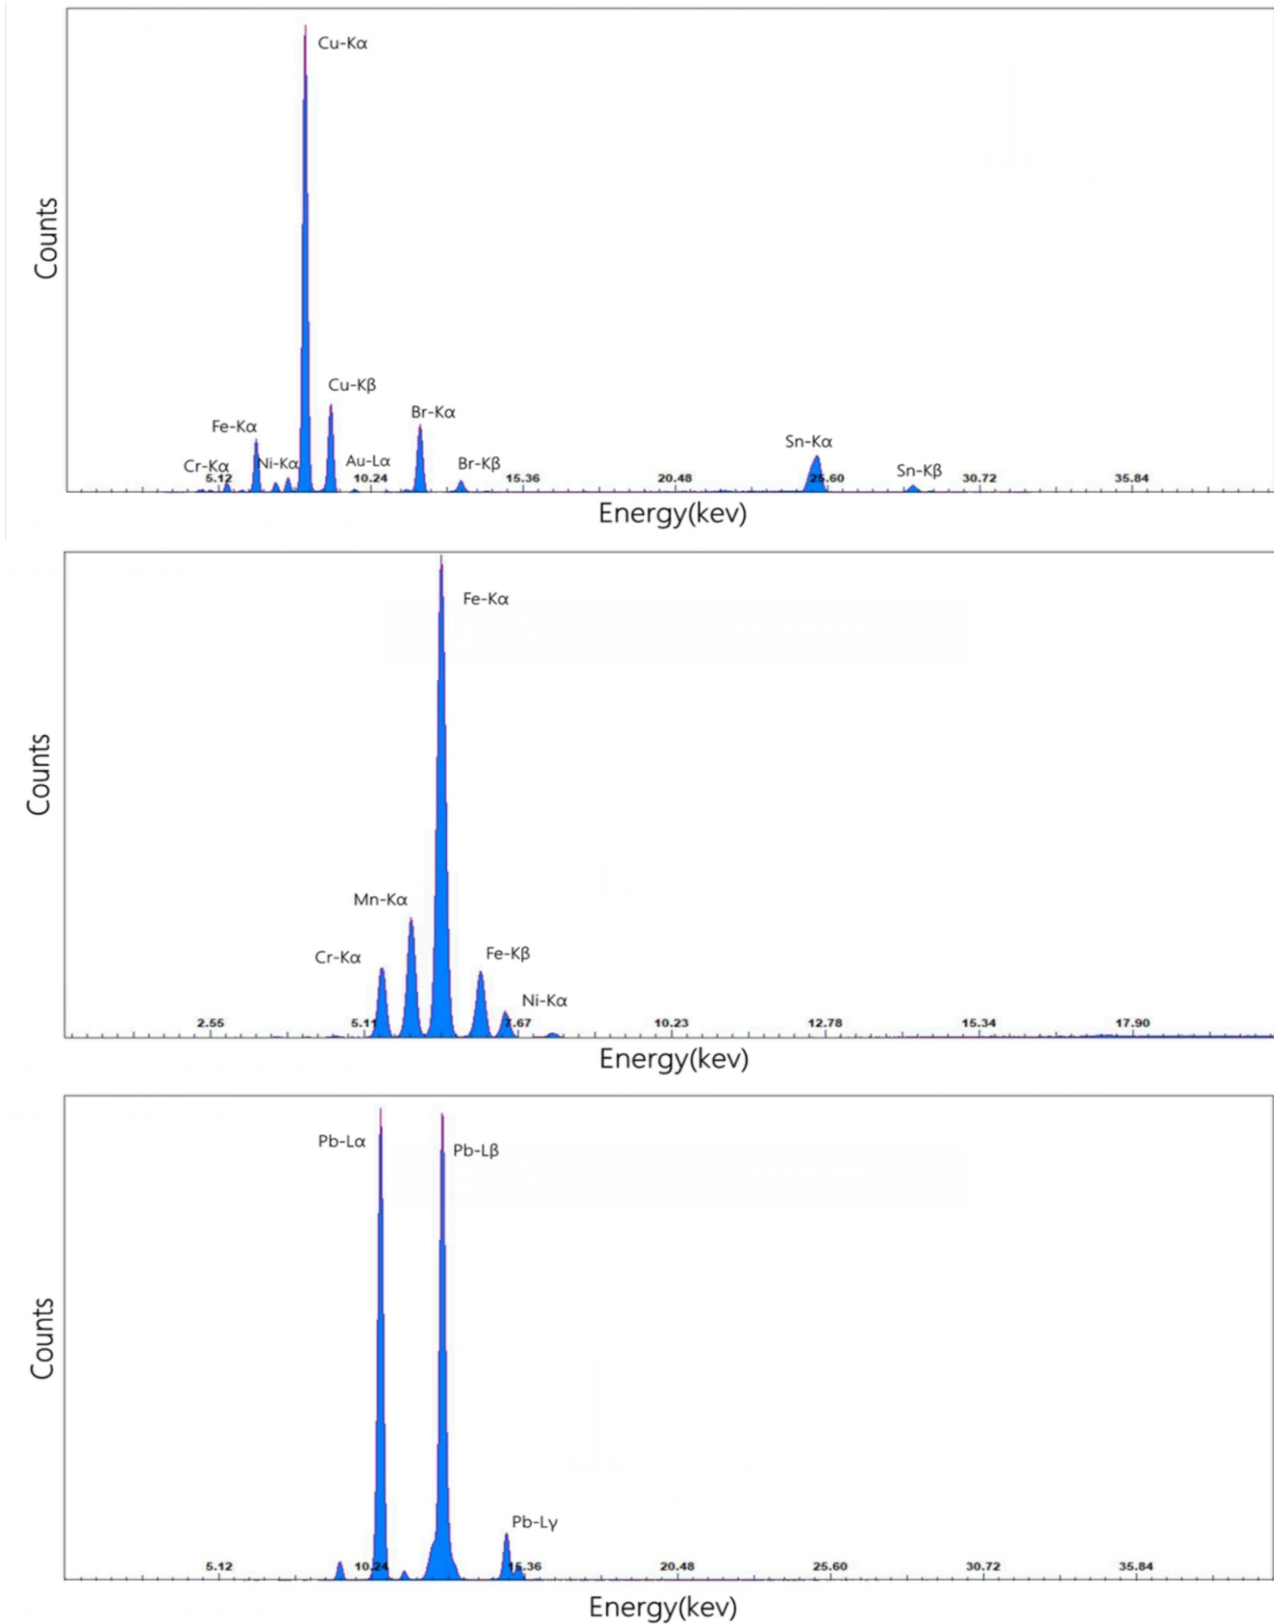 Cu-Kα
Counts
Cu-Kβ
Br-Kα
Fe-Kα
Sn-Kα
Cr-Kα Ni-Kα Au-Lα Br-Kβ Sn-Kβ
5.12 10.24 15.36 20.48 25.60 30.72 35.84
Energy(kev)
Fe-Kα
Counts
Mn-Kα
Cr-Kα Fe-Kβ
Ni-Kα
2.55 5.11 7.67 10.23 12.78 15.34 17.90
Energy(kev)
Pb-Lα Pb-Lβ
Counts
Pb-Lγ
5.12 10.24 15.36 20.48 25.60 30.72 35.84
Energy(kev)